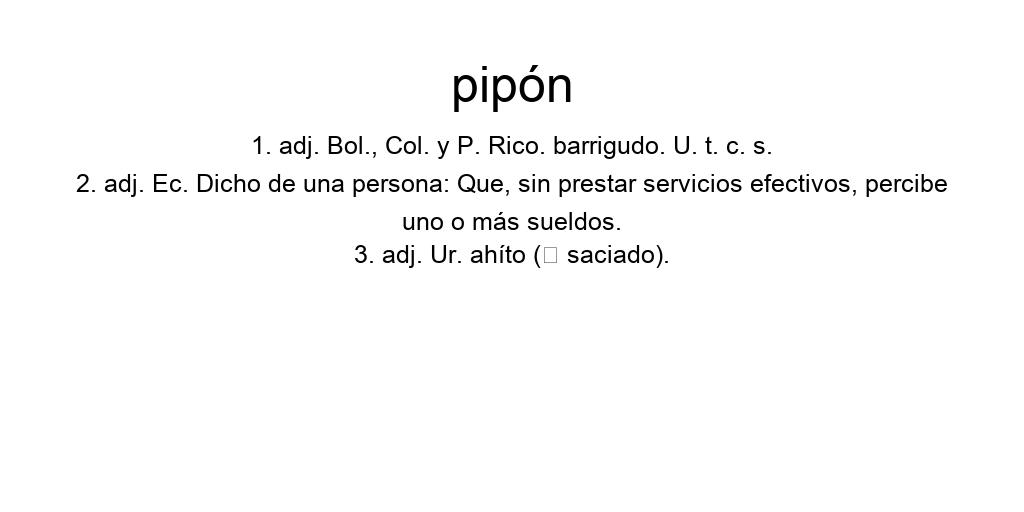 pipón
1. adj. Bol., Col. y P. Rico. barrigudo. U. t. c. s.
2. adj. Ec. Dicho de una persona: Que, sin prestar servicios efectivos, percibe
uno o más sueldos.
3. adj. Ur. ahíto (▯ saciado).